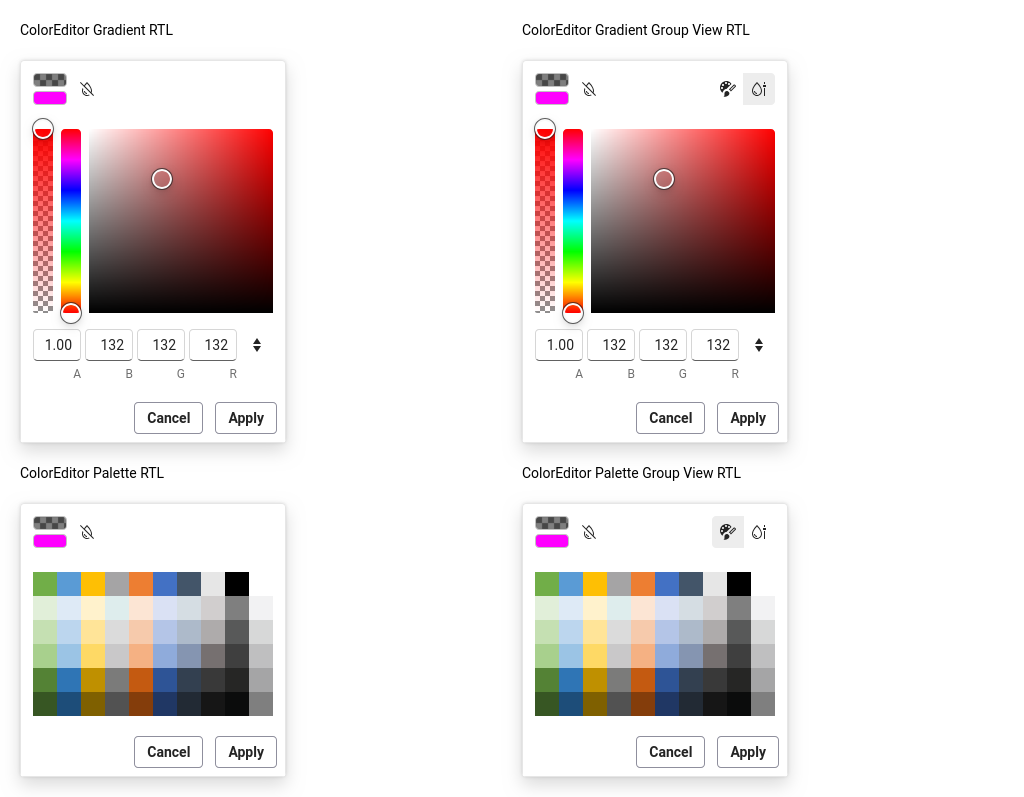 ColorEditor Gradient RTL
1.00 132 132 132
A B G R
Cancel Apply
ColorEditor Gradient Group View RTL
1.00 132 132 132
A B G R
Cancel Apply
ColorEditor Palette RTL
Cancel Apply
ColorEditor Palette Group View RTL
Cancel Apply